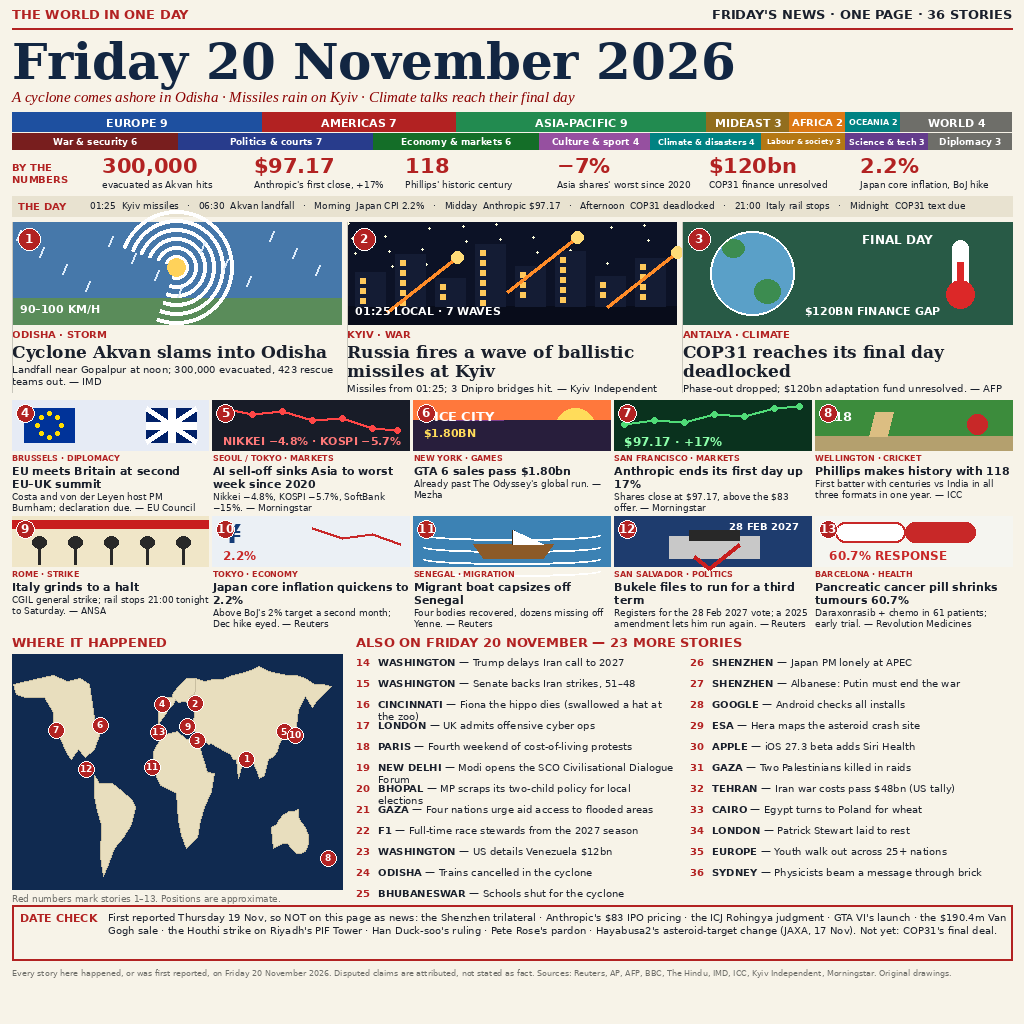 THE WORLD IN ONE DAY
FRIDAY'S NEWS · ONE PAGE · 36 STORIES
Friday 20 November 2026
A cyclone comes ashore in Odisha · Missiles rain on Kyiv · Climate talks reach their final day
EUROPE 9
AMERICAS 7
ASIA-PACIFIC 9
MIDEAST 3
AFRICA 2
OCEANIA 2
WORLD 4
War & security 6
Politics & courts 7
Economy & markets 6
Culture & sport 4
Climate & disasters 4
Labour & society 3
Science & tech 3
Diplomacy 3
BY THE
NUMBERS
300,000
evacuated as Akvan hits
$97.17
Anthropic's first close, +17%
118
Phillips' historic century
−7%
Asia shares' worst since 2020
$120bn
COP31 finance unresolved
2.2%
Japan core inflation, BoJ hike
THE DAY
01:25 Kyiv missiles · 06:30 Akvan landfall · Morning Japan CPI 2.2% · Midday Anthropic $97.17 · Afternoon COP31 deadlocked · 21:00 Italy rail stops · Midnight COP31 text due
1
90–100 KM/H
ODISHA · STORM
Cyclone Akvan slams into Odisha
Landfall near Gopalpur at noon; 300,000 evacuated, 423 rescue
teams out. — IMD
2
01:25 LOCAL · 7 WAVES
KYIV · WAR
Russia fires a wave of ballistic
missiles at Kyiv
Missiles from 01:25; 3 Dnipro bridges hit. — Kyiv Independent
3
FINAL DAY
$120BN FINANCE GAP
ANTALYA · CLIMATE
COP31 reaches its final day
deadlocked
Phase-out dropped; $120bn adaptation fund unresolved. — AFP
4
BRUSSELS · DIPLOMACY
EU meets Britain at second
EU–UK summit
Costa and von der Leyen host PM
Burnham; declaration due. — EU Council
5
NIKKEI −4.8% · KOSPI −5.7%
SEOUL / TOKYO · MARKETS
AI sell-off sinks Asia to worst
week since 2020
Nikkei −4.8%, KOSPI −5.7%, SoftBank
−15%. — Morningstar
6
ICE CITY
$1.80BN
NEW YORK · GAMES
GTA 6 sales pass $1.80bn
Already past The Odyssey's global run. —
Mezha
7
$97.17 · +17%
SAN FRANCISCO · MARKETS
Anthropic ends its first day up
17%
Shares close at $97.17, above the $83
offer. — Morningstar
8
18
WELLINGTON · CRICKET
Phillips makes history with 118
First batter with centuries vs India in all
three formats in one year. — ICC
9
ROME · STRIKE
Italy grinds to a halt
CGIL general strike; rail stops 21:00 tonight
to Saturday. — ANSA
10
¥
2.2%
TOKYO · ECONOMY
Japan core inflation quickens to
2.2%
Above BoJ's 2% target a second month;
Dec hike eyed. — Reuters
11
SENEGAL · MIGRATION
Migrant boat capsizes off
Senegal
Four bodies recovered, dozens missing off
Yenne. — Reuters
12
28 FEB 2027
SAN SALVADOR · POLITICS
Bukele files to run for a third
term
Registers for the 28 Feb 2027 vote; a 2025
amendment lets him run again. — Reuters
13
60.7% RESPONSE
BARCELONA · HEALTH
Pancreatic cancer pill shrinks
tumours 60.7%
Daraxonrasib + chemo in 61 patients;
early trial. — Revolution Medicines
WHERE IT HAPPENED
4
2
7
6
13
9
3
5
10
12
11
1
8
Red numbers mark stories 1–13. Positions are approximate.
ALSO ON FRIDAY 20 NOVEMBER — 23 MORE STORIES
14 WASHINGTON — Trump delays Iran call to 2027
15 WASHINGTON — Senate backs Iran strikes, 51–48
16 CINCINNATI — Fiona the hippo dies (swallowed a hat at
the zoo)
17 LONDON — UK admits offensive cyber ops
18 PARIS — Fourth weekend of cost-of-living protests
19 NEW DELHI — Modi opens the SCO Civilisational Dialogue
Forum
20 BHOPAL — MP scraps its two-child policy for local
elections
21 GAZA — Four nations urge aid access to flooded areas
22 F1 — Full-time race stewards from the 2027 season
23 WASHINGTON — US details Venezuela $12bn
24 ODISHA — Trains cancelled in the cyclone
25 BHUBANESWAR — Schools shut for the cyclone
26 SHENZHEN — Japan PM lonely at APEC
27 SHENZHEN — Albanese: Putin must end the war
28 GOOGLE — Android checks all installs
29 ESA — Hera maps the asteroid crash site
30 APPLE — iOS 27.3 beta adds Siri Health
31 GAZA — Two Palestinians killed in raids
32 TEHRAN — Iran war costs pass $48bn (US tally)
33 CAIRO — Egypt turns to Poland for wheat
34 LONDON — Patrick Stewart laid to rest
35 EUROPE — Youth walk out across 25+ nations
36 SYDNEY — Physicists beam a message through brick
DATE CHECK
First reported Thursday 19 Nov, so NOT on this page as news: the Shenzhen trilateral · Anthropic's $83 IPO pricing · the ICJ Rohingya judgment · GTA VI's launch · the $190.4m Van
Gogh sale · the Houthi strike on Riyadh's PIF Tower · Han Duck-soo's ruling · Pete Rose's pardon · Hayabusa2's asteroid-target change (JAXA, 17 Nov). Not yet: COP31's final deal.
Every story here happened, or was first reported, on Friday 20 November 2026. Disputed claims are attributed, not stated as fact. Sources: Reuters, AP, AFP, BBC, The Hindu, IMD, ICC, Kyiv Independent, Morningstar. Original drawings.